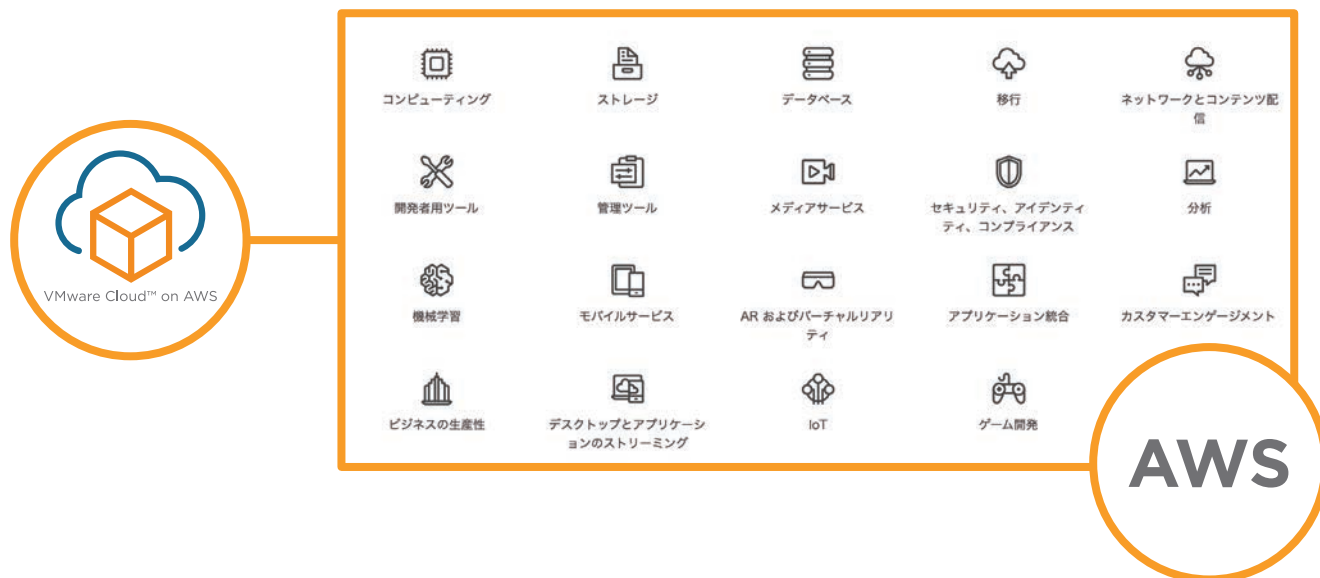 コンピューティング
ストレージ
データベース
移行
ネットワークとコンテンツ配
信
開発者用ツール
管理ツール
メディアサービス
セキュリティ、アイデンティ
ティ、コンプライアンス
分析
VMware Cloud™ on AWS
機械学習
モバイルサービス
AR およびバーチャルリアリ
ティ
アプリケーション統合
カスタマーエンゲージメント
ビジネスの生産性
デスクトップとアプリケーシ
ョンのストリーミング
IoT
ゲーム開発
AWS